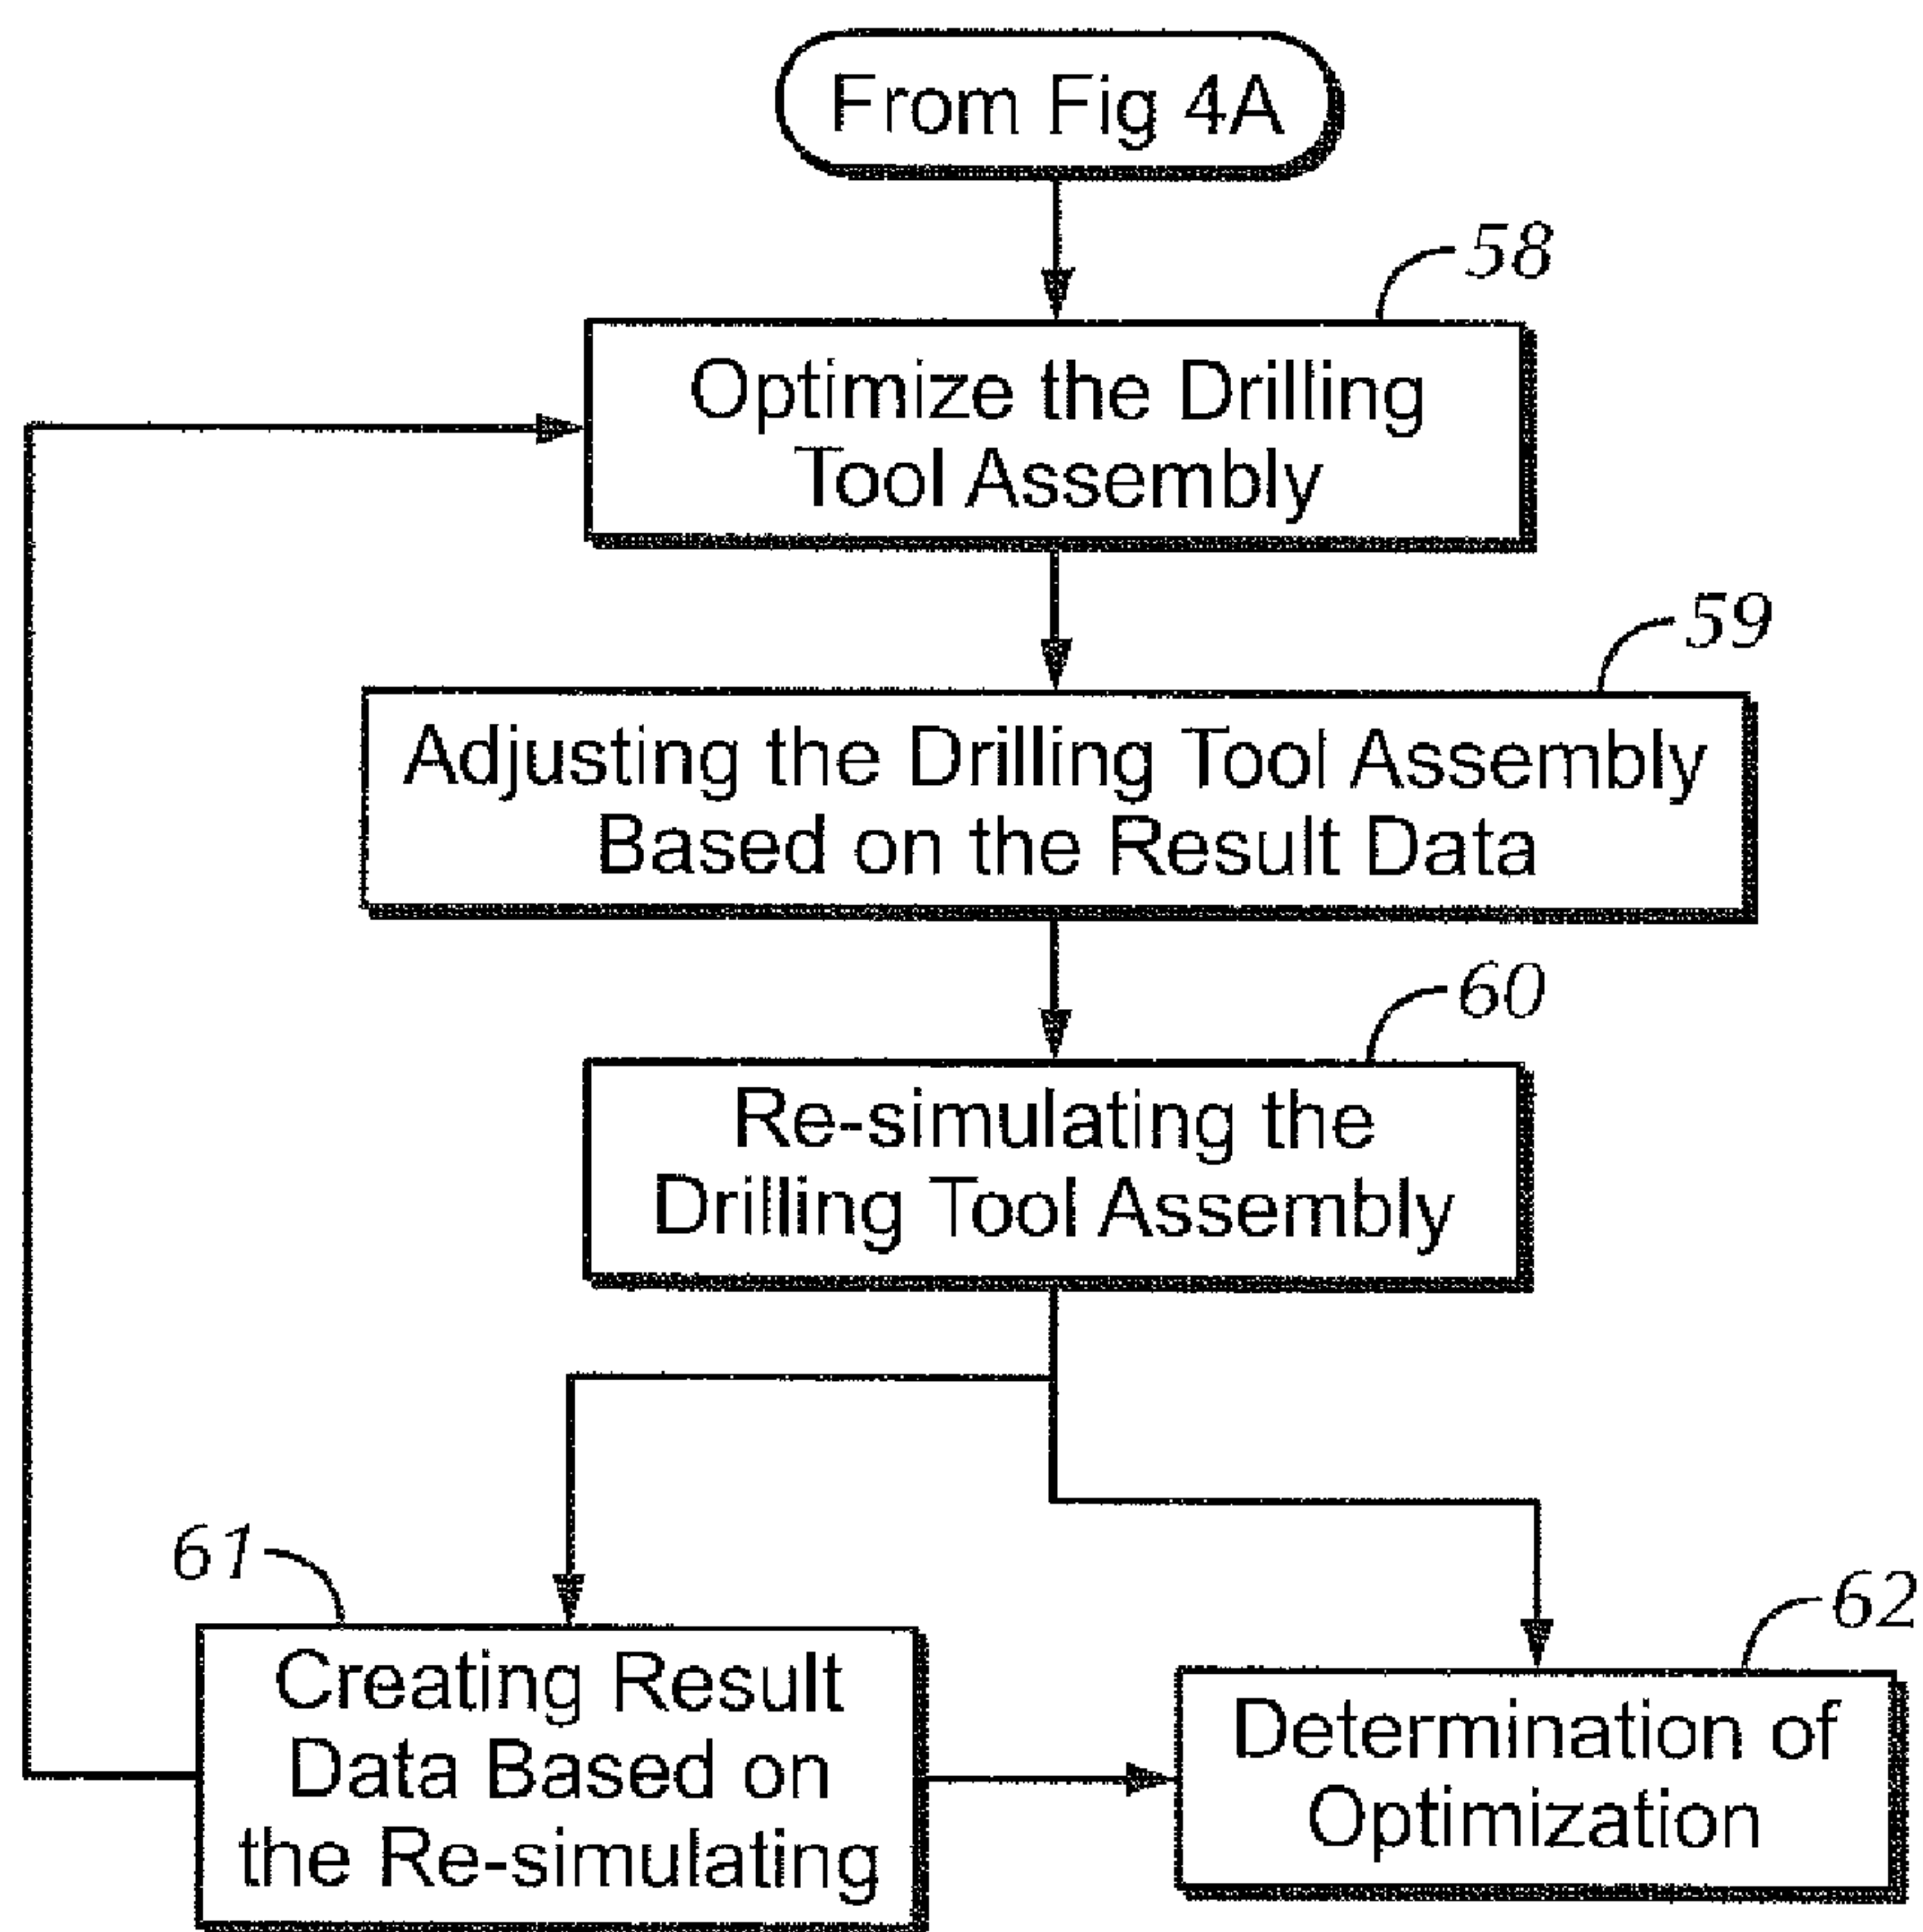 From Fig 4A
58
Optimize the Drilling
Tool Assembly
59
Adjusting the Drilling Tool Assembly
Based on the Result Data
60
Re-simulating the
Drilling Tool Assembly
61
Creating Result
Data Based on
the Re-simulating
62
Determination of
Optimization